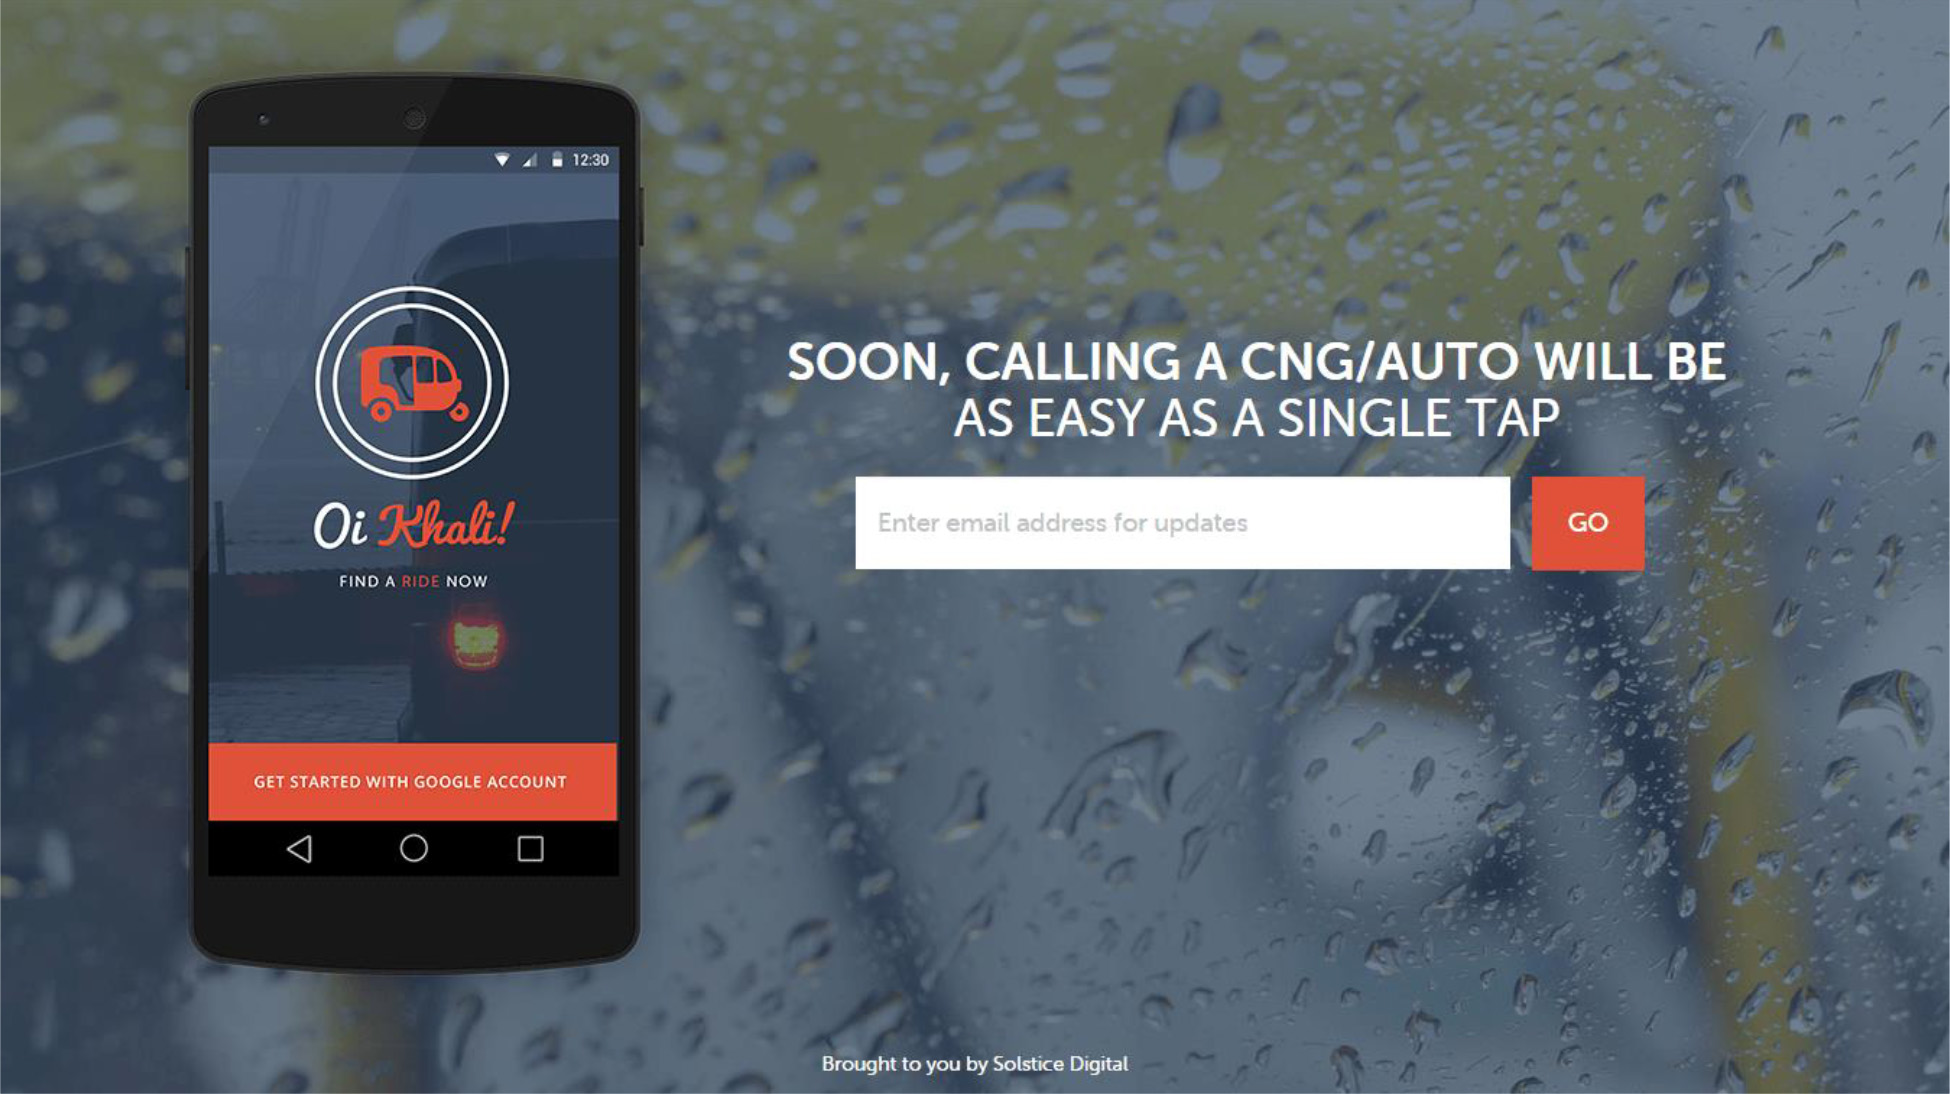 12:30
Oi Khali!
FIND A RIDE NOW
GET STARTED WITH GOOGLE ACCOUNT
SOON, CALLING A CNG/AUTO WILL BE
AS EASY AS A SINGLE TAP
Enter email address for updates
GO
Brought to you by Solstice Digital